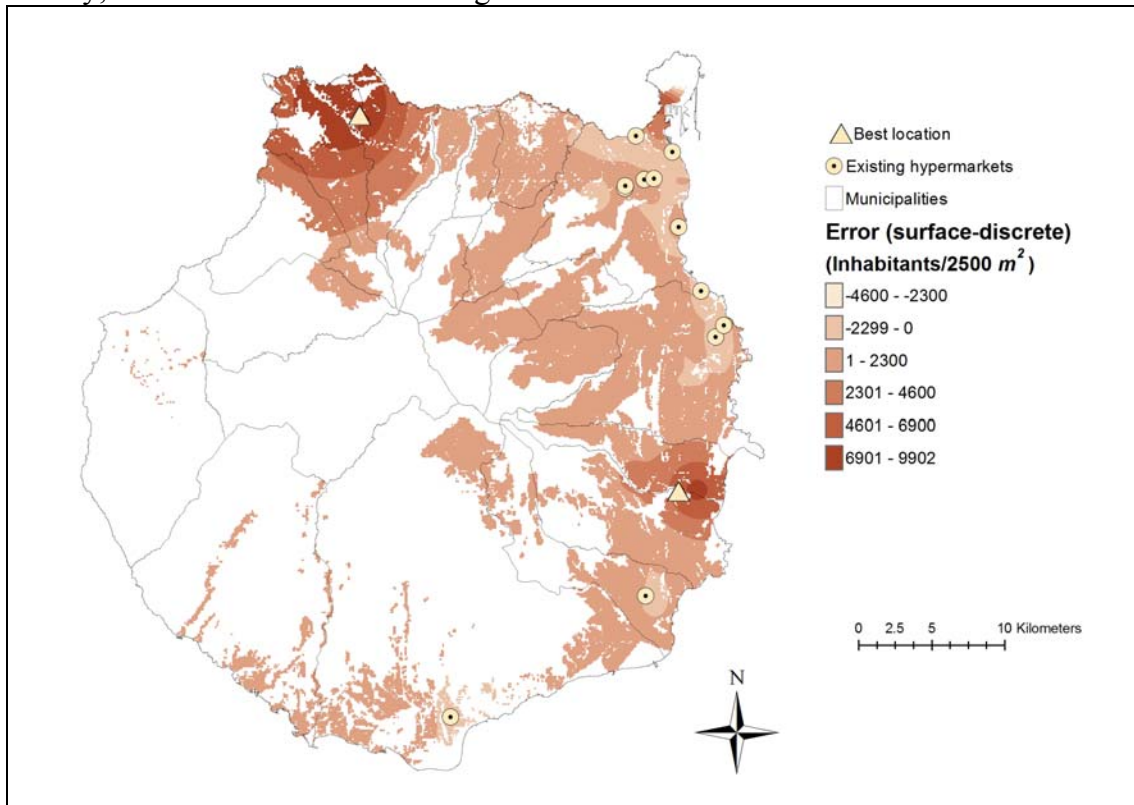 Best location
Existing hypermarkets
Municipalities
Error (surface-discrete)
(Inhabitants/2500 m²)
-4600 - -2300
-2299 - 0
1 - 2300
2301 - 4600
4601 - 6900
6901 - 9902
0 2.5 5 10 Kilometers
N